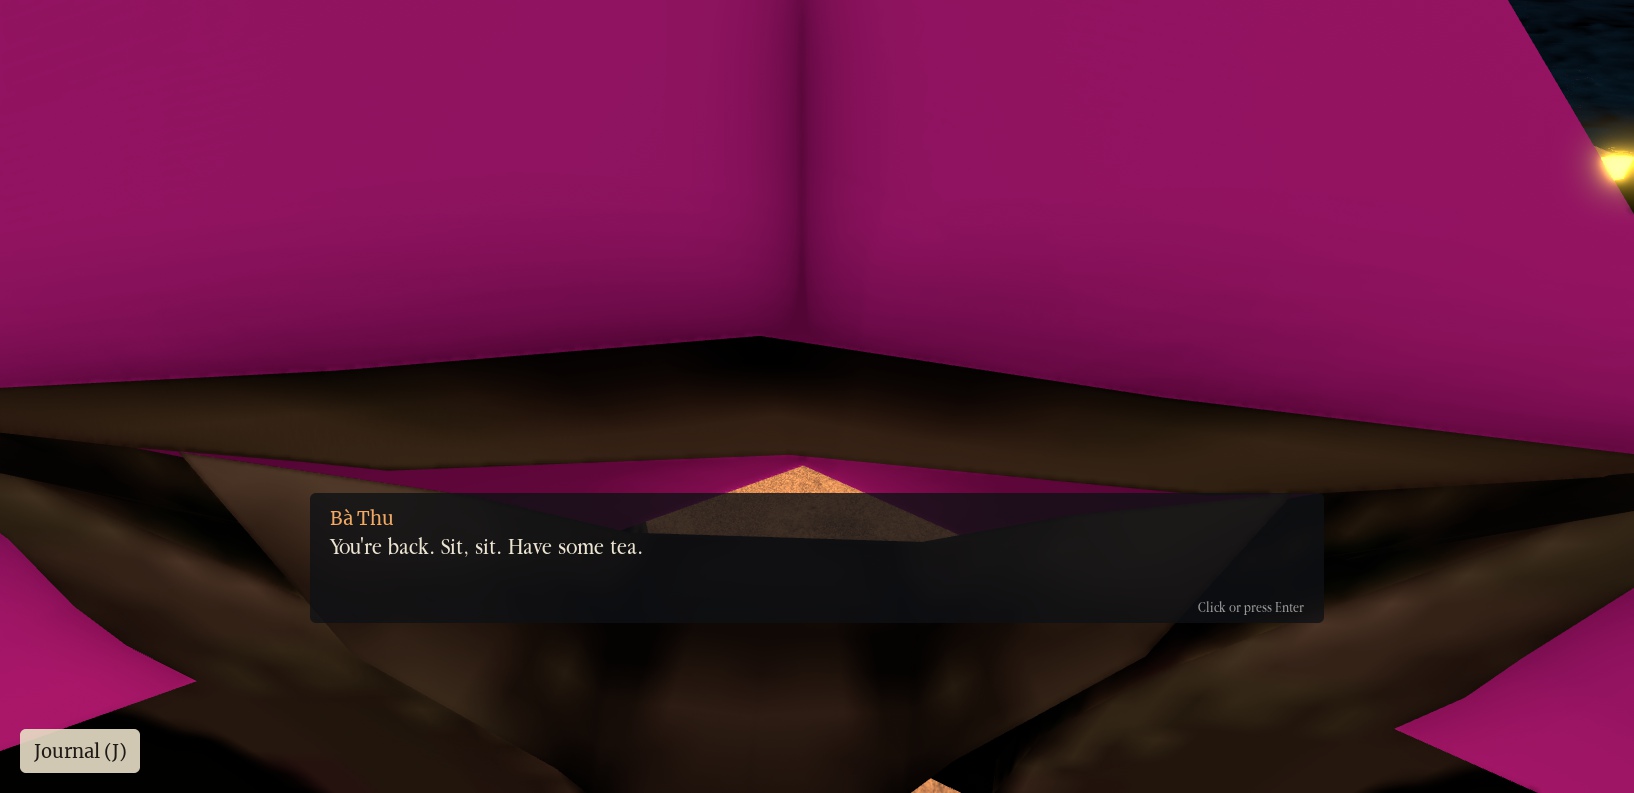 Bà Thu
You're back. Sit, sit. Have some tea.
Click or press Enter
Journal (J)